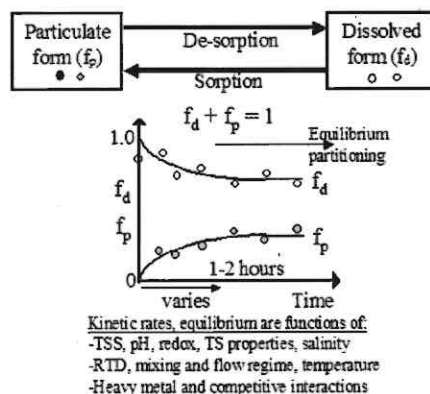 Particulate
form (fp)
De-sorption
Sorption
Dissolved
form (fd)
fd + fp = 1
1.0
Equilibrium
partitioning
fd
fd
fp
fp
0
1-2 hours
varies
Time
Kinetic rates, equilibrium are functions of:
-TSS, pH, redox, TS properties, salinity
-RTD, mixing and flow regime, temperature
-Heavy metal and competitive interactions